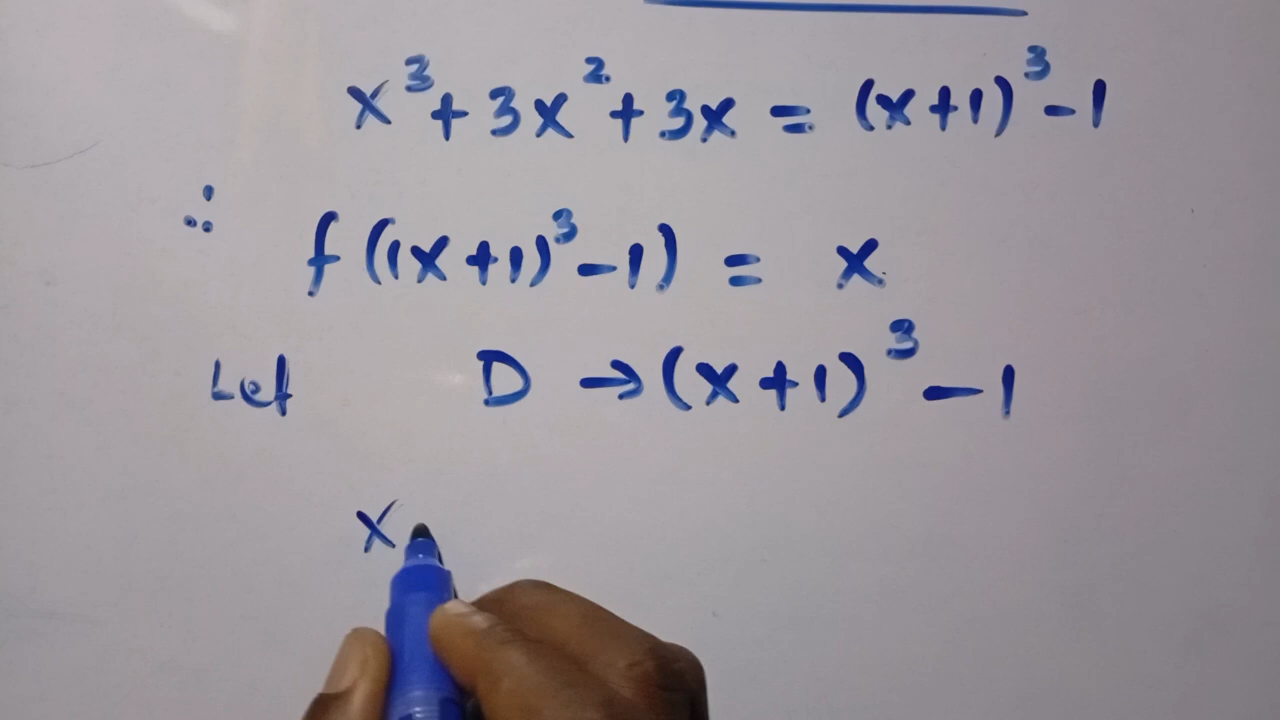 x³ + 3x² + 3x = (x+1)³ - 1
∴ f((x+1)³ - 1) = x
Let D → (x+1)³ - 1
x